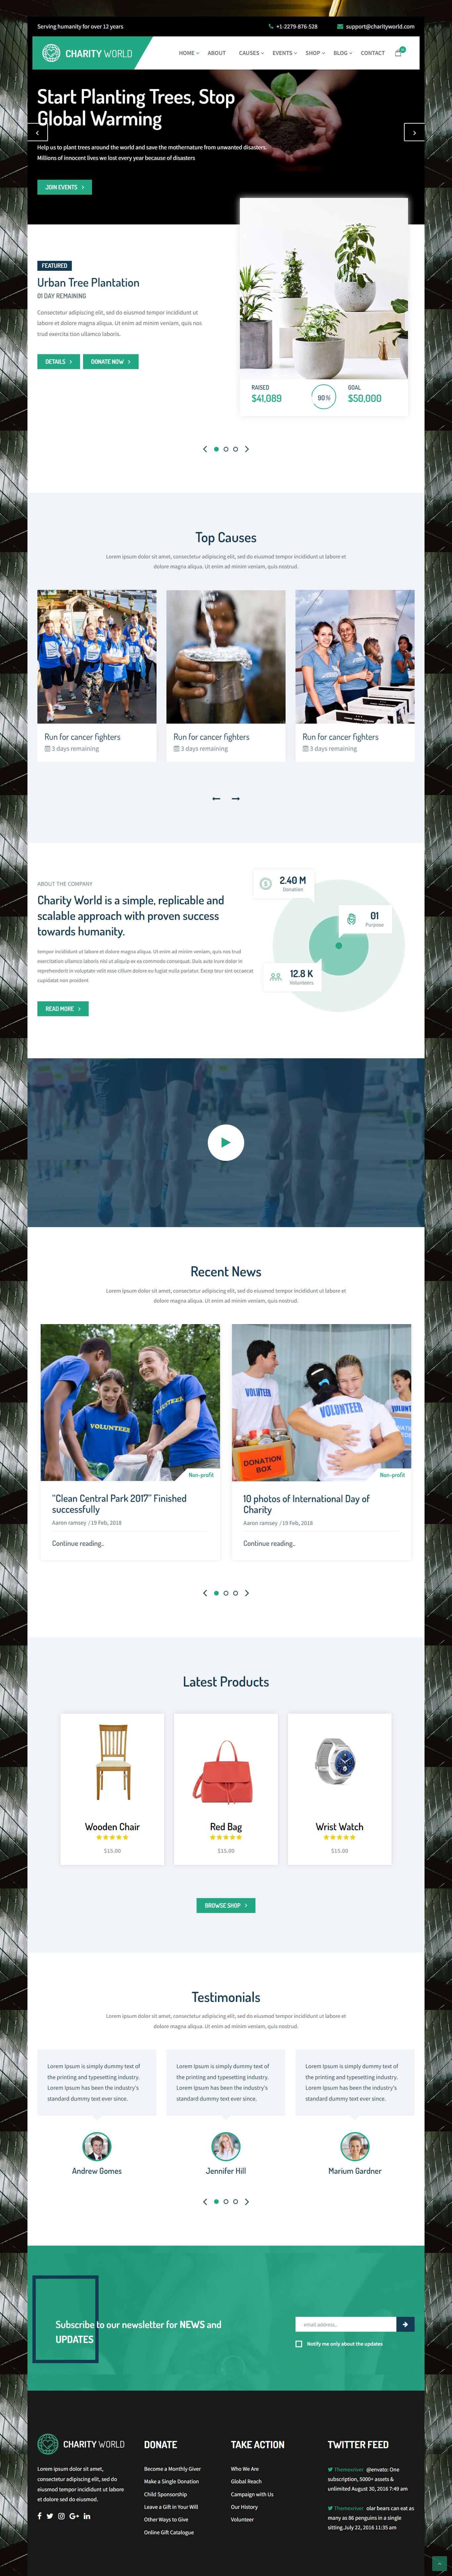 Serving humanity for over 12 years
+1-2279-876-528
support@charityworld.com
CHARITY WORLD
HOME
ABOUT
CAUSES
EVENTS
SHOP
BLOG
CONTACT
Start Planting Trees, Stop
Global Warming
Help us to plant trees around the world and save the mothernature from unwanted disasters.
Millions of innocent lives we lost every year because of disasters
JOIN EVENTS
FEATURED
Urban Tree Plantation
01 DAY REMAINING
Consectetur adipiscing elit, sed do eiusmod tempor incididunt ut
labore et dolore magna aliqua. Ut enim ad minim veniam, quis nos
trud exercita tion ullamco laboris.
DETAILS
DONATE NOW
RAISED
$41,089
90%
GOAL
$50,000
Top Causes
Lorem ipsum dolor sit amet, consectetur adipiscing elit, sed do eiusmod tempor incididunt ut labore et
dolore magna aliqua. Ut enim ad minim veniam, quis nostrud.
Run for cancer fighters
3 days remaining
Run for cancer fighters
3 days remaining
Run for cancer fighters
3 days remaining
ABOUT THE COMPANY
Charity World is a simple, replicable and
scalable approach with proven success
towards humanity.
tempor incididunt ut labore et dolore magna aliqua. Ut enim ad minim veniam, quis nos trud
exercitation ullamco laboris nisi ut aliquip ex ea commodo consequat. Duis aute irure dolor in
reprehenderit in voluptate velit esse cillum dolore eu fugiat nulla pariatur. Excep teur sint occaecat
cupidatat non proident
READ MORE
2.40 M
Donation
01
Purpose
12.8 K
Volunteers
Recent News
Lorem ipsum dolor sit amet, consectetur adipiscing elit, sed do eiusmod tempor incididunt ut labore et
dolore magna aliqua. Ut enim ad minim veniam, quis nostrud.
VOLUNTEER
VOLUNTEER
VOLUNTEER
VOLUNTEER
DONATION
BOX
Non-profit
Non-profit
"Clean Central Park 2017" Finished
successfully
Aaron ramsey / 19 Feb, 2018
Continue reading..
10 photos of International Day of
Charity
Aaron ramsey / 19 Feb, 2018
Continue reading..
Latest Products
Wooden Chair
$15.00
Red Bag
$15.00
Wrist Watch
$15.00
BROWSE SHOP
Testimonials
Lorem ipsum dolor sit amet, consectetur adipiscing elit, sed do eiusmod tempor incididunt ut labore et
dolore magna aliqua. Ut enim ad minim veniam, quis nostrud.
Lorem Ipsum is simply dummy text of
the printing and typesetting industry.
Lorem Ipsum has been the industry's
standard dummy text ever since.
Andrew Gomes
Lorem Ipsum is simply dummy text of
the printing and typesetting industry.
Lorem Ipsum has been the industry's
standard dummy text ever since.
Jennifer Hill
Lorem Ipsum is simply dummy text of
the printing and typesetting industry.
Lorem Ipsum has been the industry's
standard dummy text ever since.
Marium Gardner
Subscribe to our newsletter for NEWS and
UPDATES
email address..
Notify me only about the updates
CHARITY WORLD
Lorem ipsum dolor sit amet,
consectetur adipiscing elit, sed do
eiusmod tempor incididunt ut labore
et dolore sed do eiusmod.
DONATE
Become a Monthly Giver
Make a Single Donation
Child Sponsorship
Leave a Gift in Your Will
Other Ways to Give
Online Gift Catalogue
TAKE ACTION
Who We Are
Global Reach
Campaign with Us
Our History
Volunteer
TWITTER FEED
Themexriver @envato: One
subscription, 5000+ assets &
unlimited August 30, 2016 7:49 am
Themexriver olar bears can eat as
many as 86 penguins in a single
sitting.July 22, 2016 11:35 am